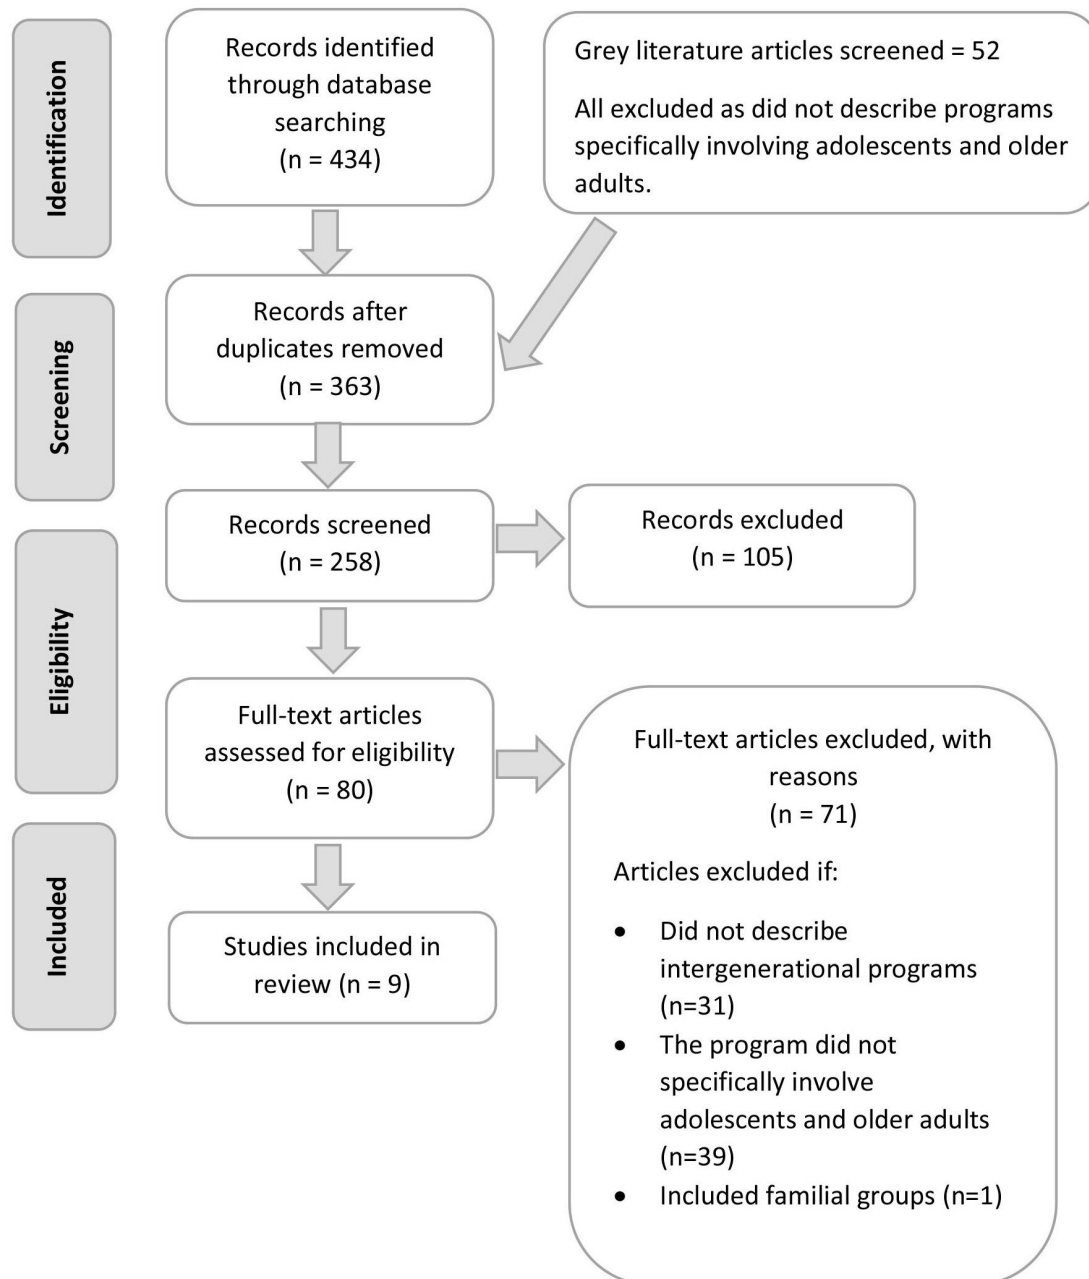 Identification
Records identified
through database
searching
(n = 434)
Grey literature articles screened = 52
All excluded as did not describe programs
specifically involving adolescents and older
adults.
Screening
Records after
duplicates removed
(n = 363)
Records screened
(n = 258)
Records excluded
(n = 105)
Eligibility
Full-text articles
assessed for eligibility
(n = 80)
Full-text articles excluded, with
reasons
(n = 71)
Articles excluded if:
• Did not describe
intergenerational programs
(n=31)
• The program did not
specifically involve
adolescents and older adults
(n=39)
• Included familial groups (n=1)
Included
Studies included in
review (n = 9)